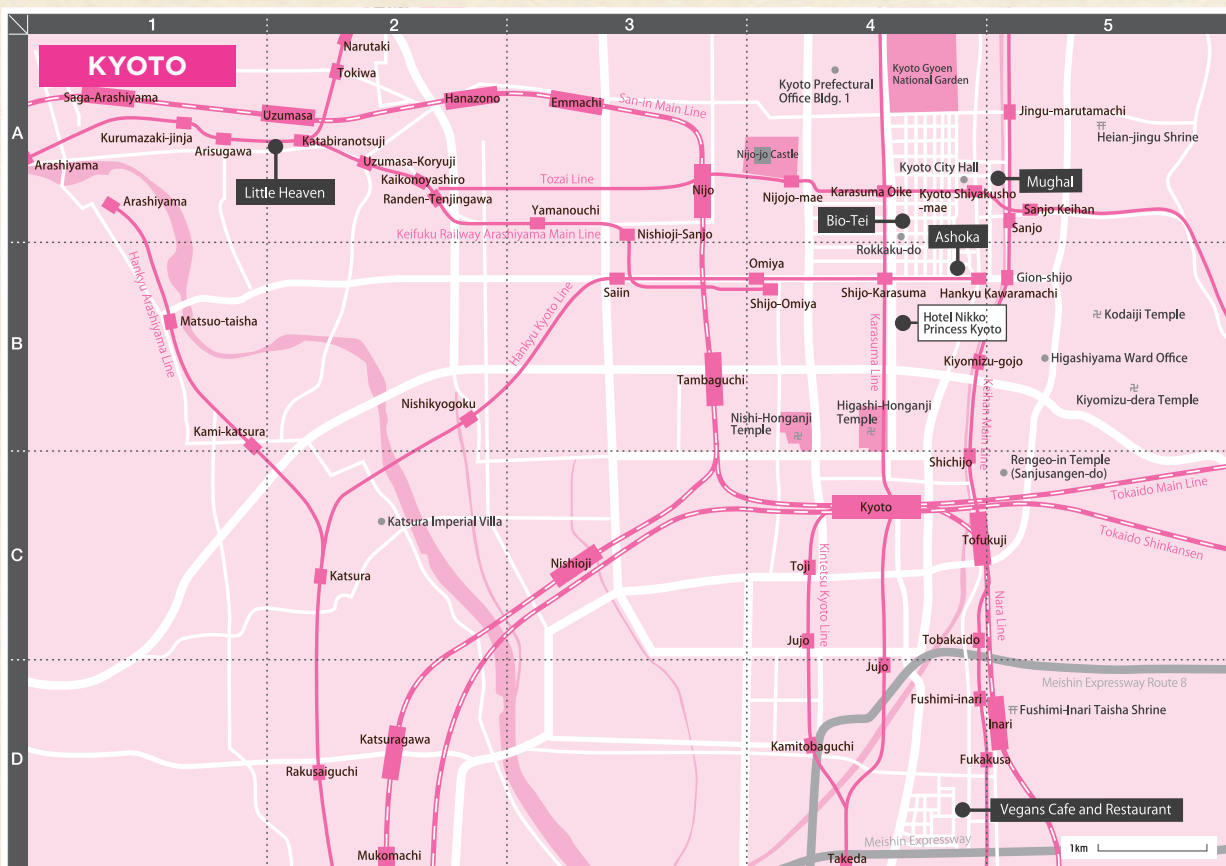 1 2 3 4 5
KYOTO
A
B
C
D
Narutaki
Tokiwa
Saga-Arashiyama
Uzumasa
Hanazono
Emmachi
San-in Main Line
Kyoto Prefectural
Office Bldg. 1
Kyoto Gyoen
National Garden
Jingu-marutamachi
Heian-jingu Shrine
Kurumazaki-jinja
Arisugawa
Katabiranotsuji
Arashiyama
Little Heaven
Uzumasa-Koryuji
Kaikonoyashiro
Randen-Tenjingawa
Tozai Line
Nijo
Nijo-jo Castle
Nijojo-mae
Karasuma Oike
Kyoto City Hall
Kyoto Shiyakusho
-mae
Mughal
Sanjo Keihan
Sanjo
Arashiyama
Yamanouchi
Keifuku Railway Arashiyama Main Line
Nishioji-Sanjo
Bio-Tei
Rokkaku-do
Ashoka
Hankyu Arashiyama Line
Matsuo-taisha
Hankyu Kyoto Line
Saiin
Omiya
Shijo-Omiya
Shijo-Karasuma
Hankyu Kawaramachi
Gion-shijo
Hotel Nikko
Princess Kyoto
Kodaiji Temple
Karasuma Line
Kiyomizu-gojo
Higashiyama Ward Office
Keihan Main Line
Kiyomizu-dera Temple
Tambaguchi
Nishikyogoku
Kami-katsura
Nishi-Honganji
Temple
Higashi-Honganji
Temple
Shichijo
Rengeo-in Temple
(Sanjusangen-do)
Tokaido Main Line
Kyoto
Katsura Imperial Villa
Tokaido Shinkansen
Tofukuji
Nishioji
Katsura
Toji
Kintetsu Kyoto Line
Nara Line
Jujo
Tobakaido
Jujo
Meishin Expressway Route 8
Fushimi-inari
Fushimi-Inari Taisha Shrine
Inari
Katsuragawa
Kamitobaguchi
Fukakusa
Rakusaiguchi
Vegans Cafe and Restaurant
Meishin Expressway
1km
Mukomachi
Takeda